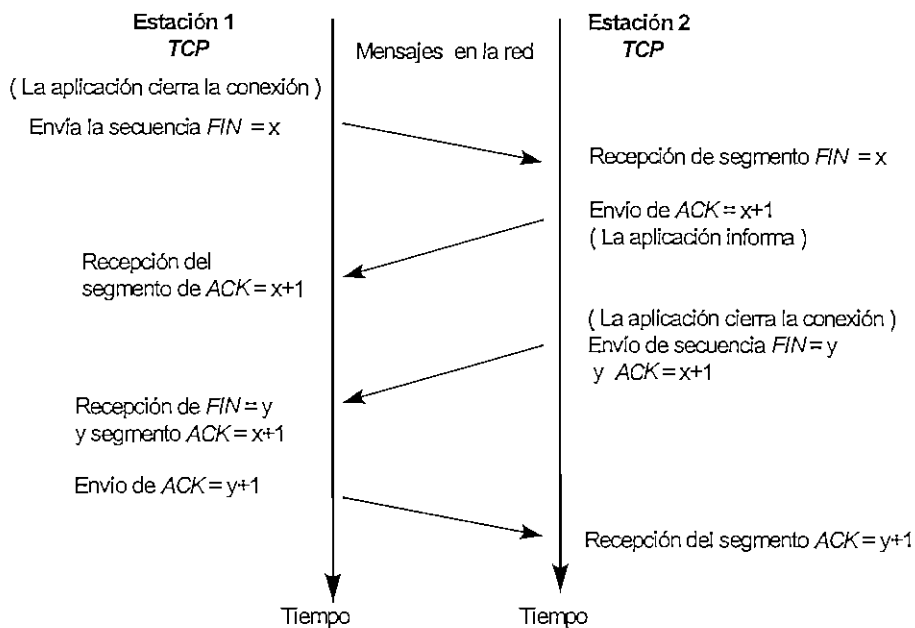 Estación 1
TCP
Mensajes en la red
Estación 2
TCP
( La aplicación cierra la conexión )
Envía la secuencia FIN = x
Recepción de segmento FIN = x
Envío de ACK = x+1
( La aplicación informa )
Recepción del
segmento de ACK = x+1
( La aplicación cierra la conexión )
Envío de secuencia FIN = y
y ACK = x+1
Recepción de FIN = y
y segmento ACK = x+1
Envio de ACK = y+1
Recepción del segmento ACK = y+1
Tiempo
Tiempo